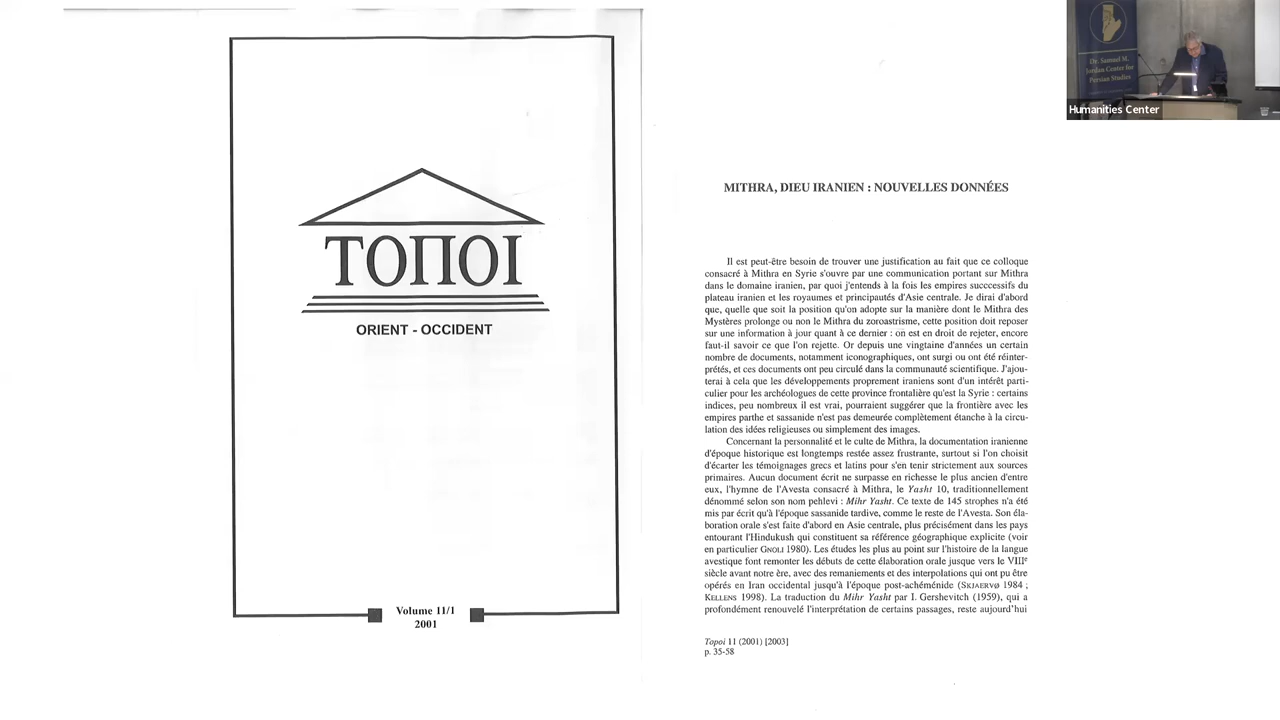 ΤΟΠΟΙ
ORIENT - OCCIDENT
Volume 11/1
2001
MITHRA, DIEU IRANIEN : NOUVELLES DONNÉES
Il est peut-être besoin de trouver une justification au fait que ce colloque
consacré à Mithra en Syrie s'ouvre par une communication portant sur Mithra
dans le domaine iranien, par quoi j'entends à la fois les empires succcessifs du
plateau iranien et les royaumes et principautés d'Asie centrale. Je dirai d'abord
que, quelle que soit la position qu'on adopte sur la manière dont le Mithra des
Mystères prolonge ou non le Mithra du zoroastrisme, cette position doit reposer
sur une information à jour quant à ce dernier : on est en droit de rejeter, encore
faut-il savoir ce que l'on rejette. Or depuis une vingtaine d'années un certain
nombre de documents, notamment iconographiques, ont surgi ou ont été réinter-
prétés, et ces documents ont peu circulé dans la communauté scientifique. J'ajou-
terai à cela que les développements proprement iraniens sont d'un intérêt parti-
culier pour les archéologues de cette province frontalière qu'est la Syrie : certains
indices, peu nombreux il est vrai, pourraient suggérer que la frontière avec les
empires parthe et sassanide n'est pas demeurée complètement étanche à la circu-
lation des idées religieuses ou simplement des images.
Concernant la personnalité et le culte de Mithra, la documentation iranienne
d'époque historique est longtemps restée assez frustrante, surtout si l'on choisit
d'écarter les témoignages grecs et latins pour s'en tenir strictement aux sources
primaires. Aucun document écrit ne surpasse en richesse le plus ancien d'entre
eux, l'hymne de l'Avesta consacré à Mithra, le Yasht 10, traditionnellement
dénommé selon son nom pehlevi : Mihr Yasht. Ce texte de 145 strophes n'a été
mis par écrit qu'à l'époque sassanide tardive, comme le reste de l'Avesta. Son éla-
boration orale s'est faite d'abord en Asie centrale, plus précisément dans les pays
entourant l'Hindukush qui constituent sa référence géographique explicite (voir
en particulier GNOLI 1980). Les études les plus au point sur l'histoire de la langue
avestique font remonter les débuts de cette élaboration orale jusque vers le VIIIe
siècle avant notre ère, avec des remaniements et des interpolations qui ont pu être
opérés en Iran occidental jusqu'à l'époque post-achéménide (SKJAERVØ 1984 ;
KELLENS 1998). La traduction du Mihr Yasht par I. Gershevitch (1959), qui a
profondément renouvelé l'interprétation de certains passages, reste aujourd'hui
Topoi 11 (2001) [2003]
p. 35-58
Dr. Samuel M.
Jordan Center for
Persian Studies
Humanities Center